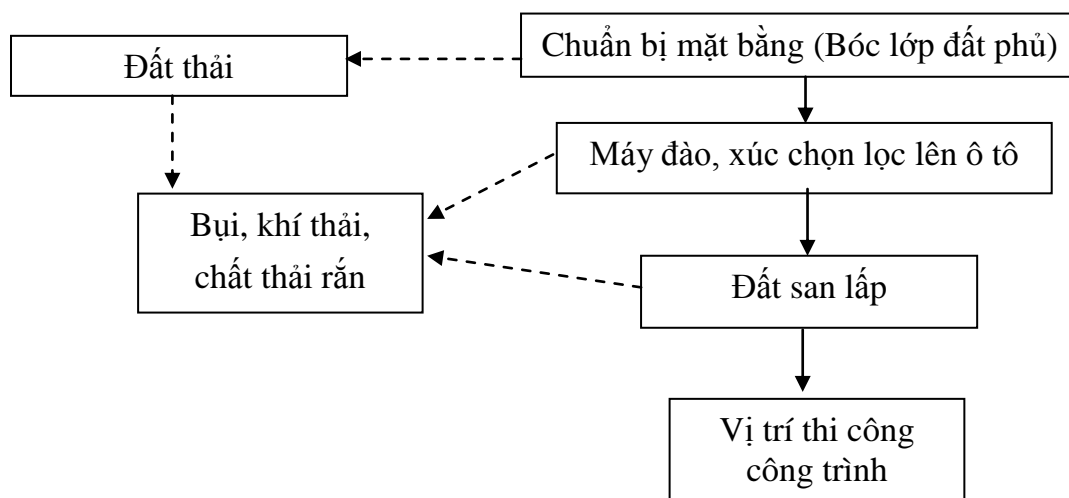 Chuẩn bị mặt bằng (Bóc lớp đất phủ)
Đất thải
Máy đào, xúc chọn lọc lên ô tô
Bụi, khí thải,
chất thải rắn
Đất san lấp
Vị trí thi công
công trình